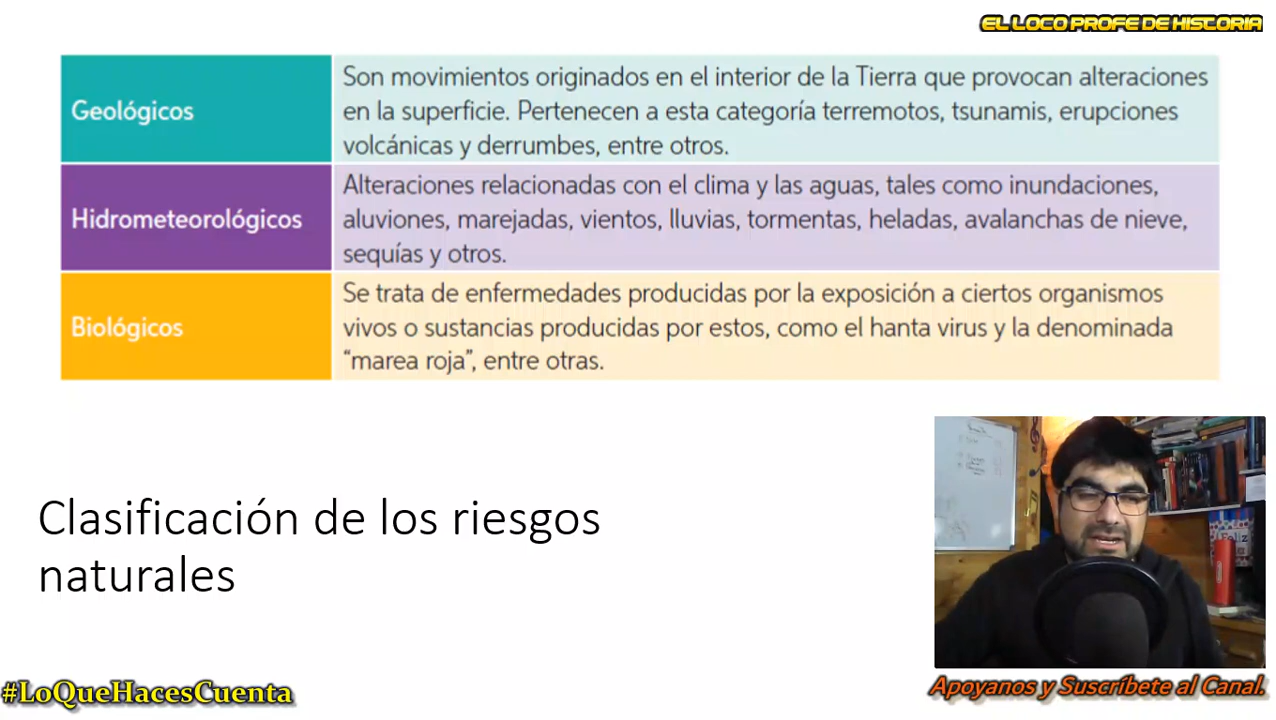 EL LOCO PROFE DE HISTORIA
Geológicos
Son movimientos originados en el interior de la Tierra que provocan alteraciones
en la superficie. Pertenecen a esta categoría terremotos, tsunamis, erupciones
volcánicas y derrumbes, entre otros.
Hidrometeorológicos
Alteraciones relacionadas con el clima y las aguas, tales como inundaciones,
aluviones, marejadas, vientos, lluvias, tormentas, heladas, avalanchas de nieve,
sequías y otros.
Biológicos
Se trata de enfermedades producidas por la exposición a ciertos organismos
vivos o sustancias producidas por estos, como el hanta virus y la denominada
“marea roja”, entre otras.
Clasificación de los riesgos
naturales
Feliz
#LoQueHacesCuenta
Apoyanos y Suscríbete al Canal.